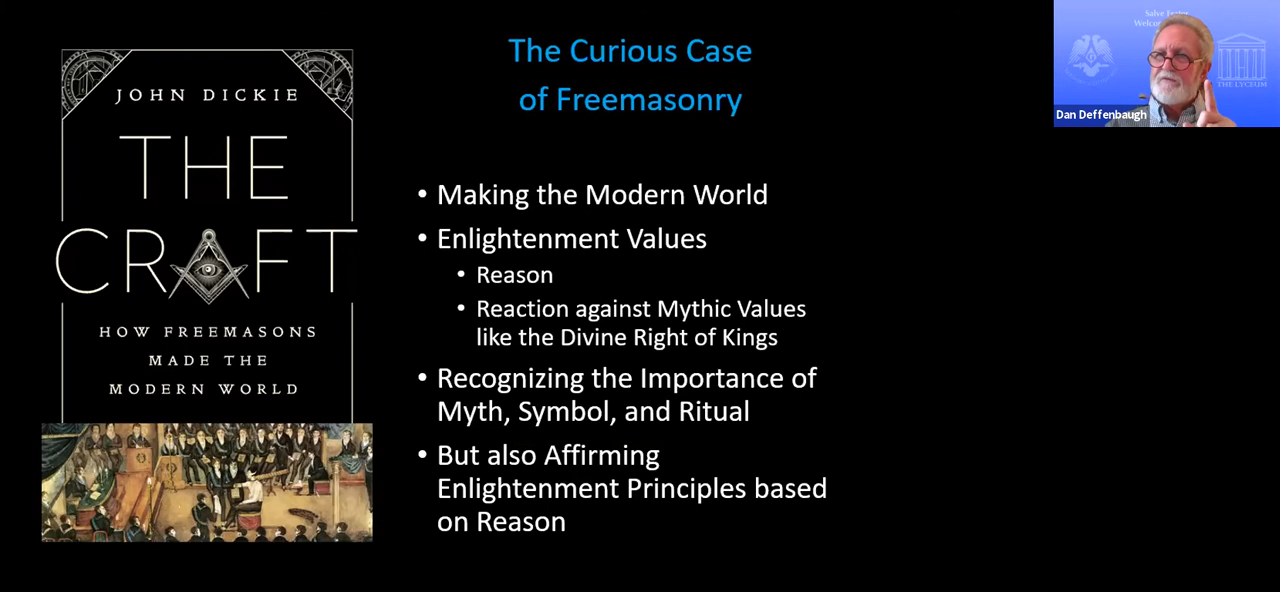 JOHN DICKIE
THE
CRAFT
HOW FREEMASONS
MADE THE
MODERN WORLD
The Curious Case
of Freemasonry
• Making the Modern World
• Enlightenment Values
• Reason
• Reaction against Mythic Values
like the Divine Right of Kings
• Recognizing the Importance of
Myth, Symbol, and Ritual
• But also Affirming
Enlightenment Principles based
on Reason
Salve
THE LYCEUM
Dan Deffenbaugh